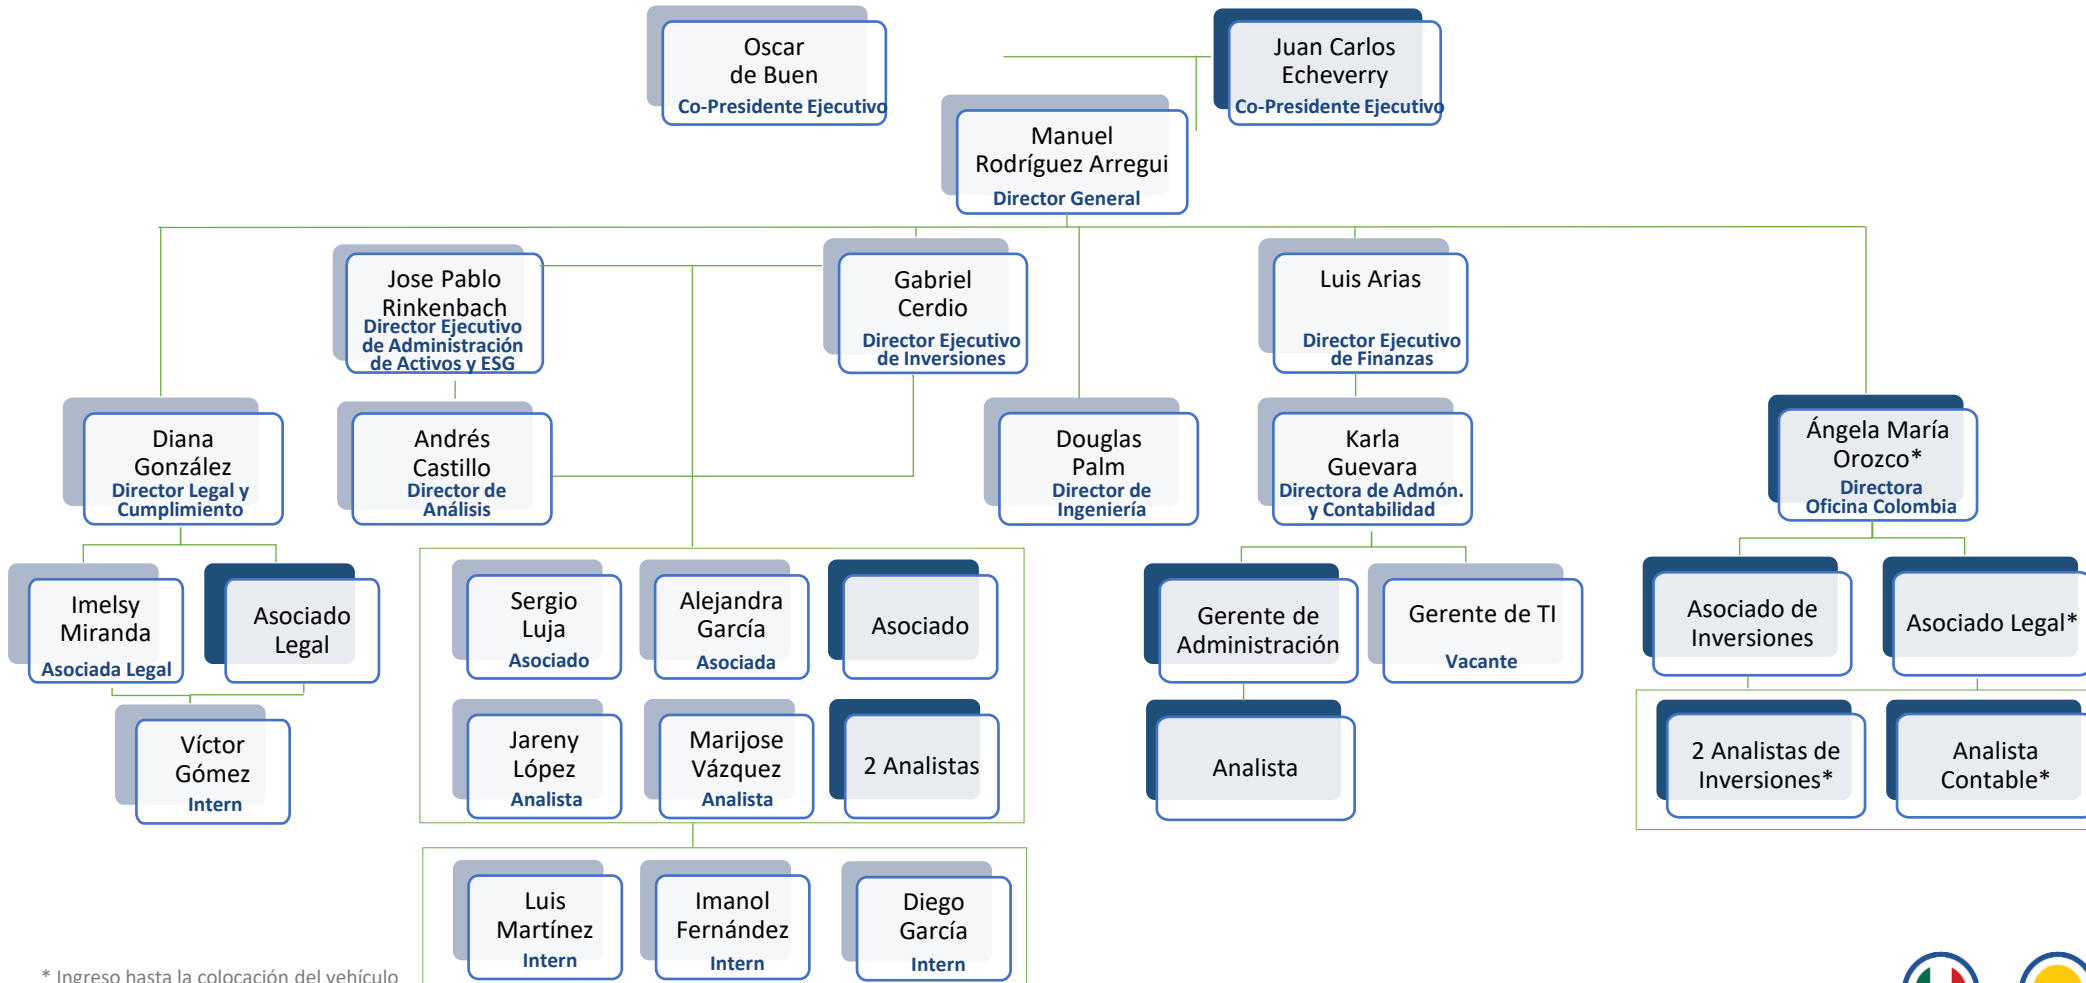 Oscar
de Buen
Co-Presidente Ejecutivo
Juan Carlos
Echeverry
Co-Presidente Ejecutivo
Manuel
Rodríguez Arregui
Director General
Jose Pablo
Rinkenbach
Director Ejecutivo
de Administración
de Activos y ESG
Gabriel
Cerdio
Director Ejecutivo
de Inversiones
Luis Arias
Director Ejecutivo
de Finanzas
Diana
González
Director Legal y
Cumplimiento
Andrés
Castillo
Director de
Análisis
Douglas
Palm
Director de
Ingeniería
Karla
Guevara
Directora de Admón.
y Contabilidad
Ángela María
Orozco*
Directora
Oficina Colombia
Imelsy
Miranda
Asociada Legal
Asociado
Legal
Sergio
Luja
Asociado
Alejandra
García
Asociada
Asociado
Gerente de
Administración
Gerente de TI
Vacante
Asociado de
Inversiones
Asociado Legal*
Víctor
Gómez
Intern
Jareny
López
Analista
Marijose
Vázquez
Analista
2 Analistas
Analista
2 Analistas de
Inversiones*
Analista
Contable*
Luis
Martínez
Intern
Imanol
Fernández
Intern
Diego
García
Intern
* Ingreso hasta la colocación del vehículo